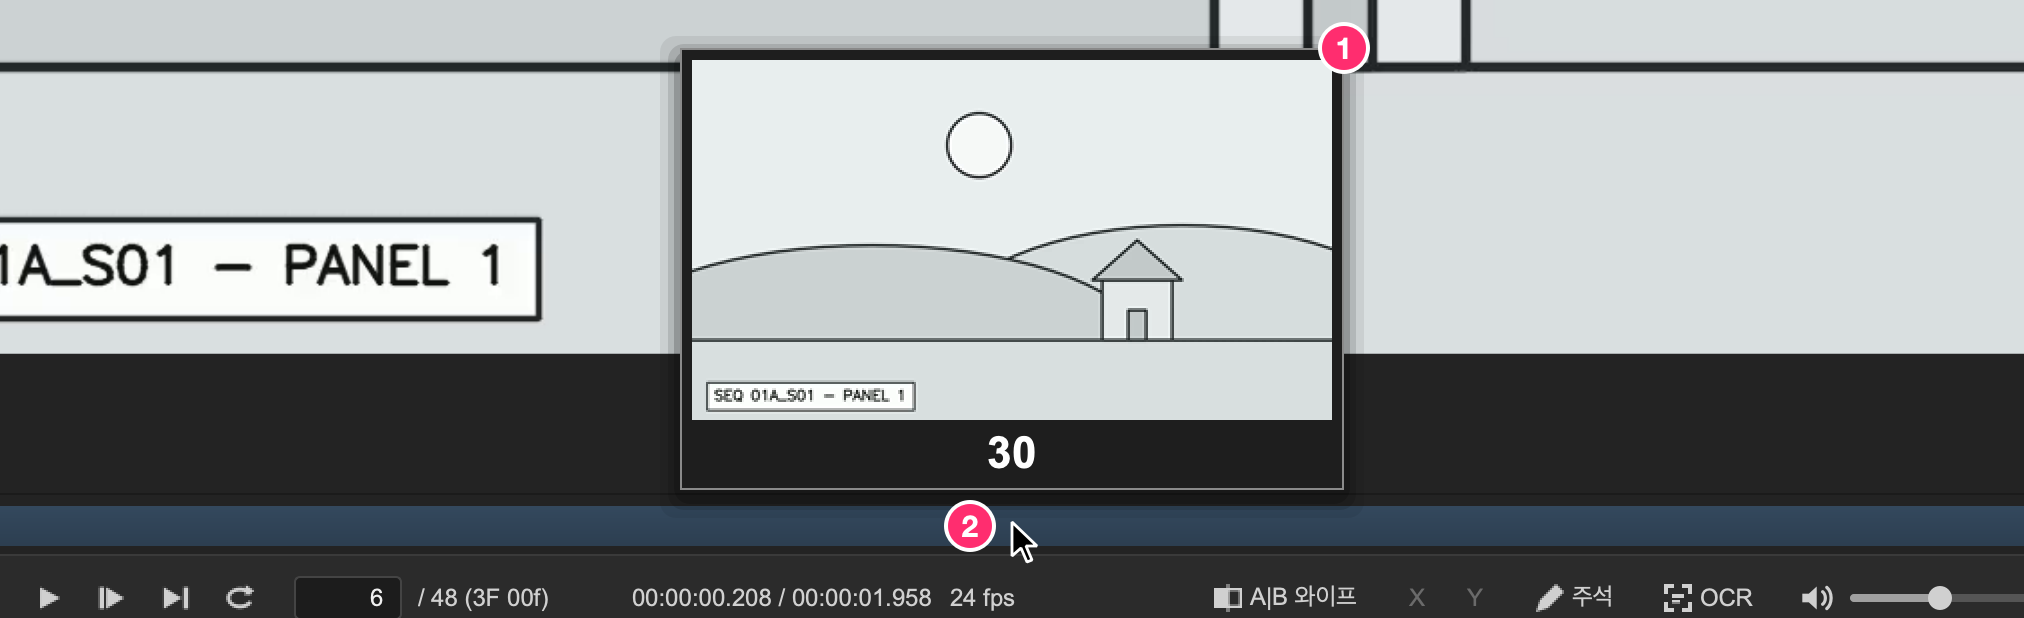 1
1A_S01 – PANEL 1
SEQ 01A_S01 – PANEL 1
30
2
6 / 48 (3F 00f) 00:00:00.208 / 00:00:01.958 24 fps A|B 와이프 X Y 주석 OCR